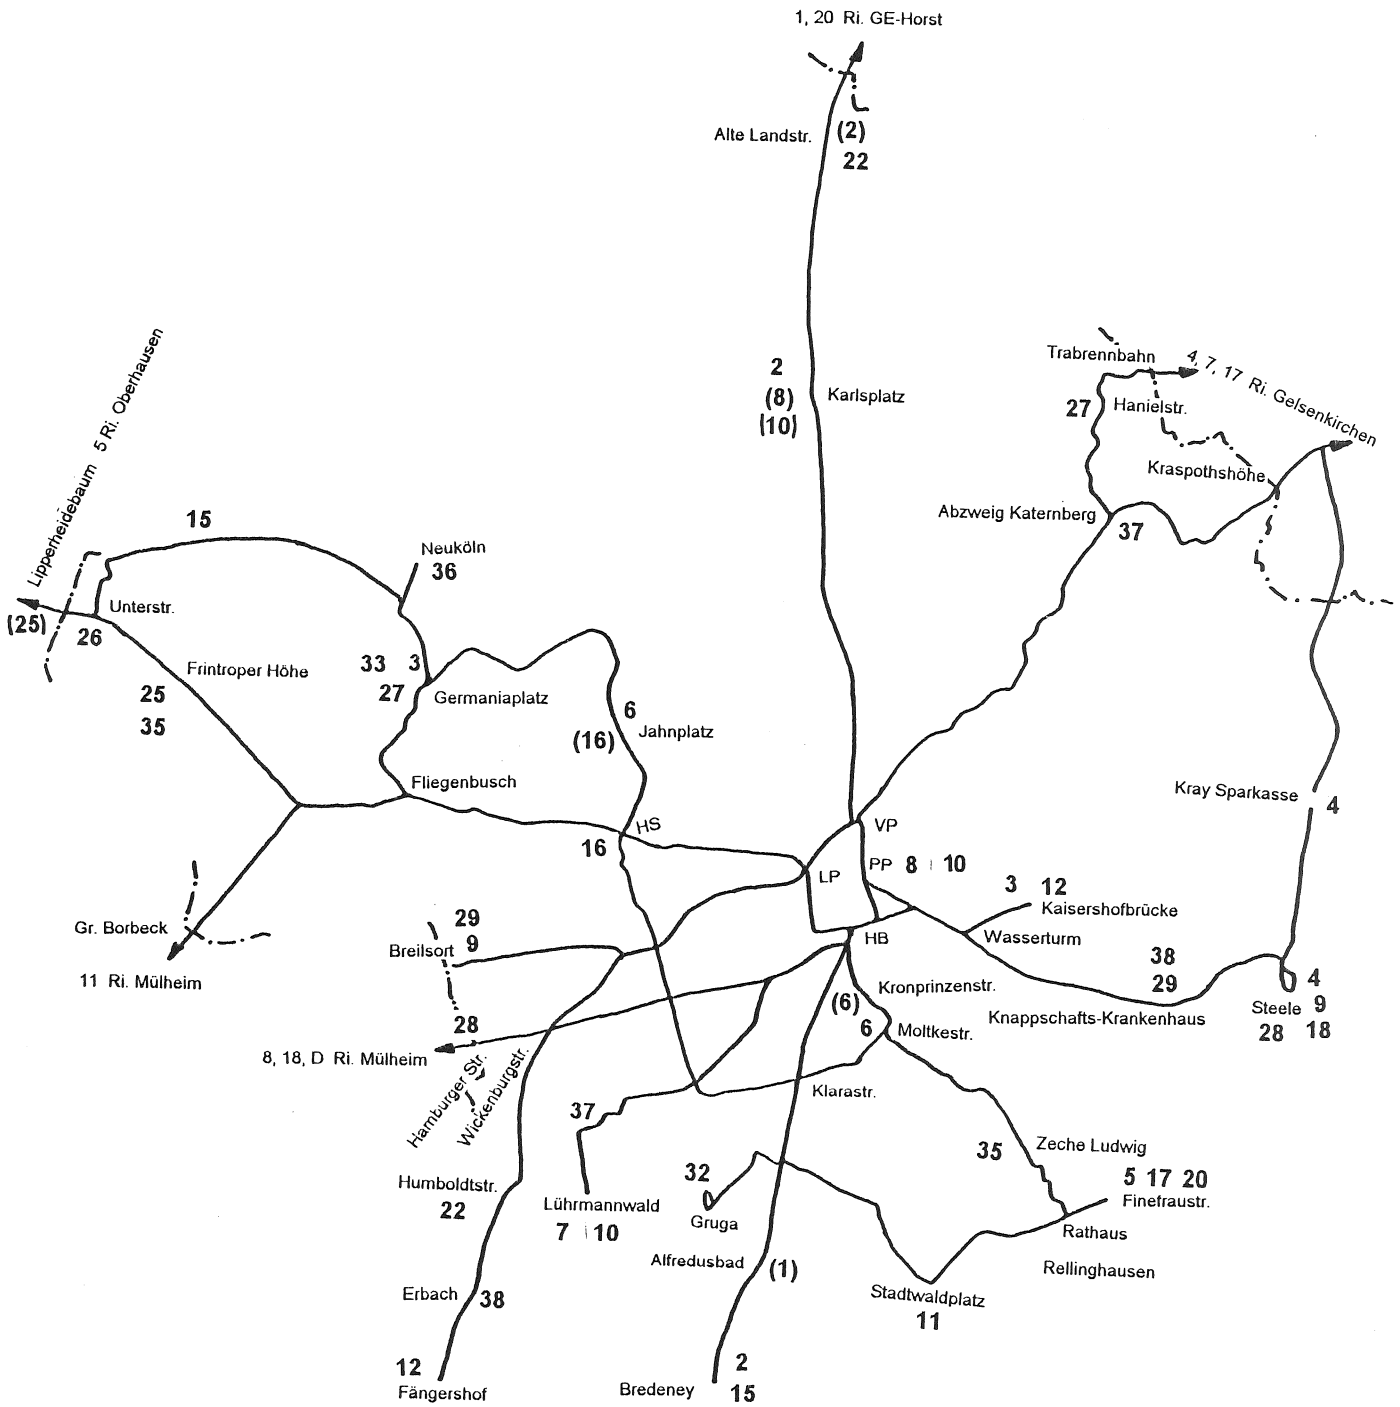 1, 20 Ri. GE-Horst
Alte Landstr.
(2)
22
2
(8)
(10)
Karlsplatz
Trabrennbahn
4, 7, 17 Ri. Gelsenkirchen
27
Hanielstr.
Kraspothshöhe
Abzweig Katernberg
37
Lipperheidebaum 5 Ri. Oberhausen
15
Neuköln
36
Unterstr.
(25)
26
Frintroper Höhe
25
35
33 3
27
Germaniaplatz
6
(16)
Jahnplatz
Fliegenbusch
HS
16
Kray Sparkasse
4
VP
PP 8 10
LP
3 12
Kaisershofbrücke
Gr. Borbeck
11 Ri. Mülheim
29
Breilsort 9
HB
Wasserturm
38
29
Kronprinzenstr.
(6)
6
Moltkestr.
Knappschafts-Krankenhaus
4
Steele 9
28 18
28
8, 18, D Ri. Mülheim
Hamburger Str.
Wickenburgstr.
Klarastr.
37
35
Zeche Ludwig
5 17 20
Finefraustr.
Humboldtstr.
22
Lührmannwald
7 10
32
Gruga
Rathaus
Rellinghausen
Alfredusbad
(1)
Erbach
38
Stadtwaldplatz
11
12
Fängershof
Bredeney
2
15